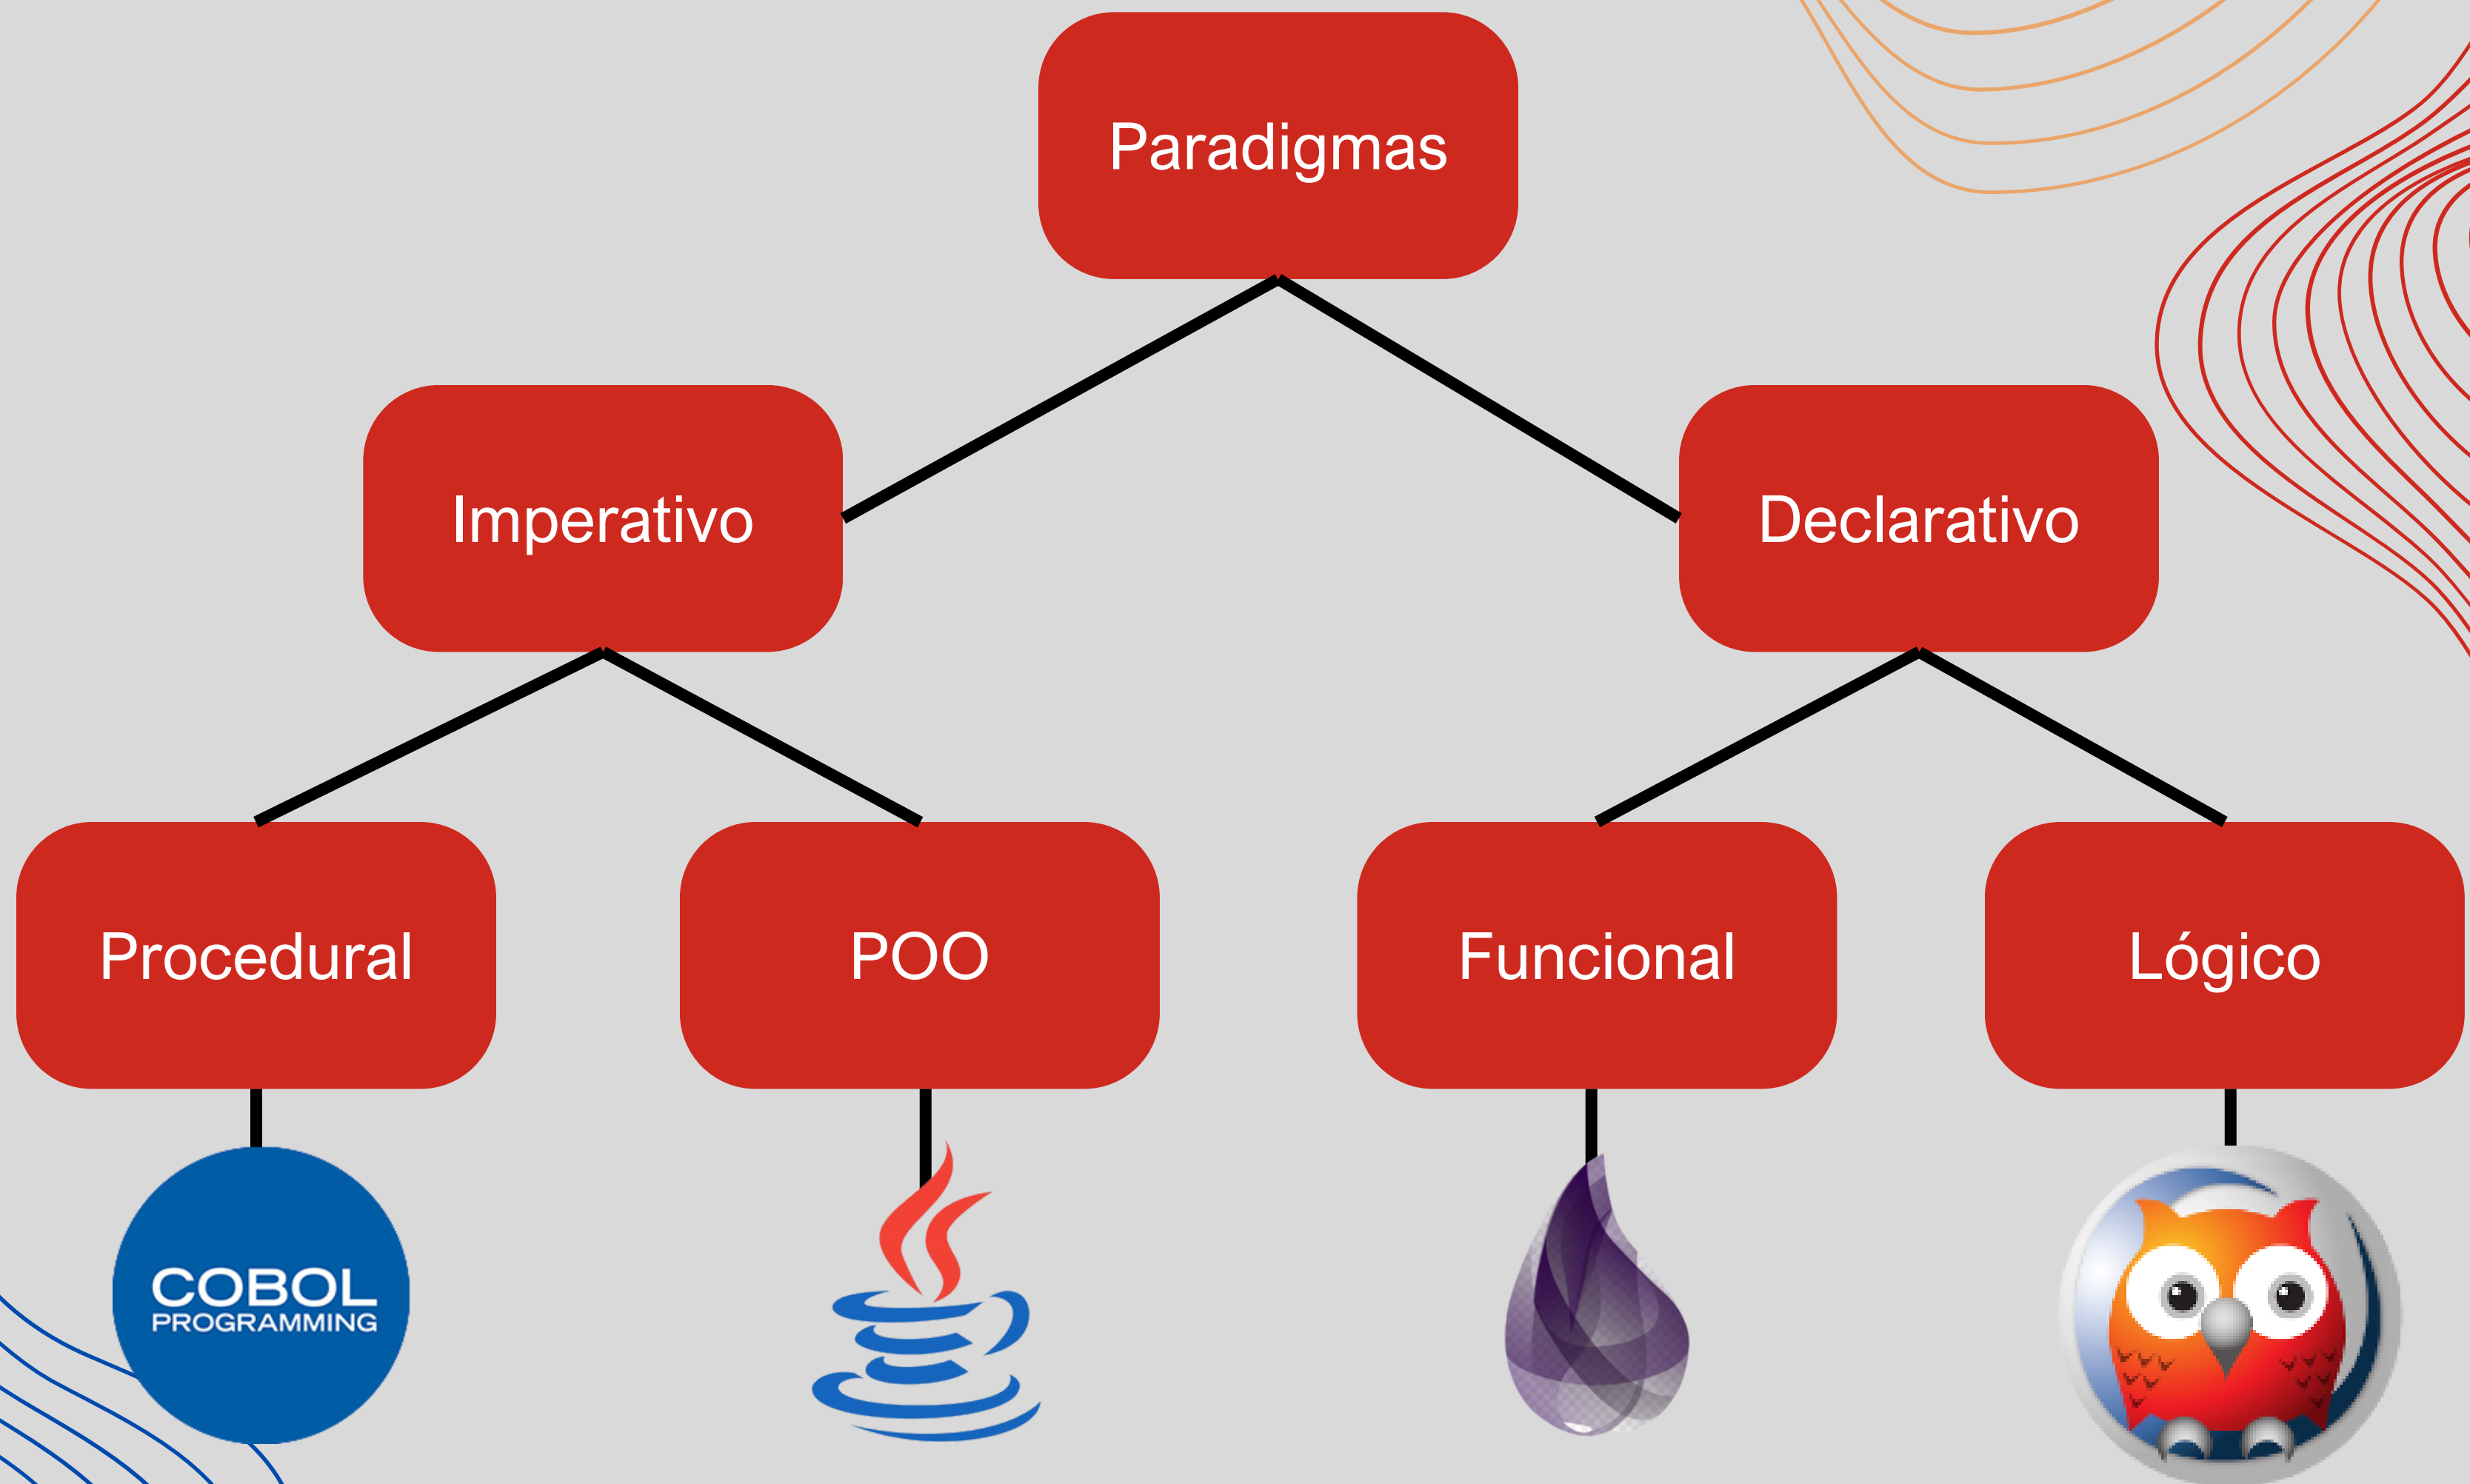 Paradigmas
Imperativo
Declarativo
Procedural
POO
Funcional
Lógico
COBOL
PROGRAMMING